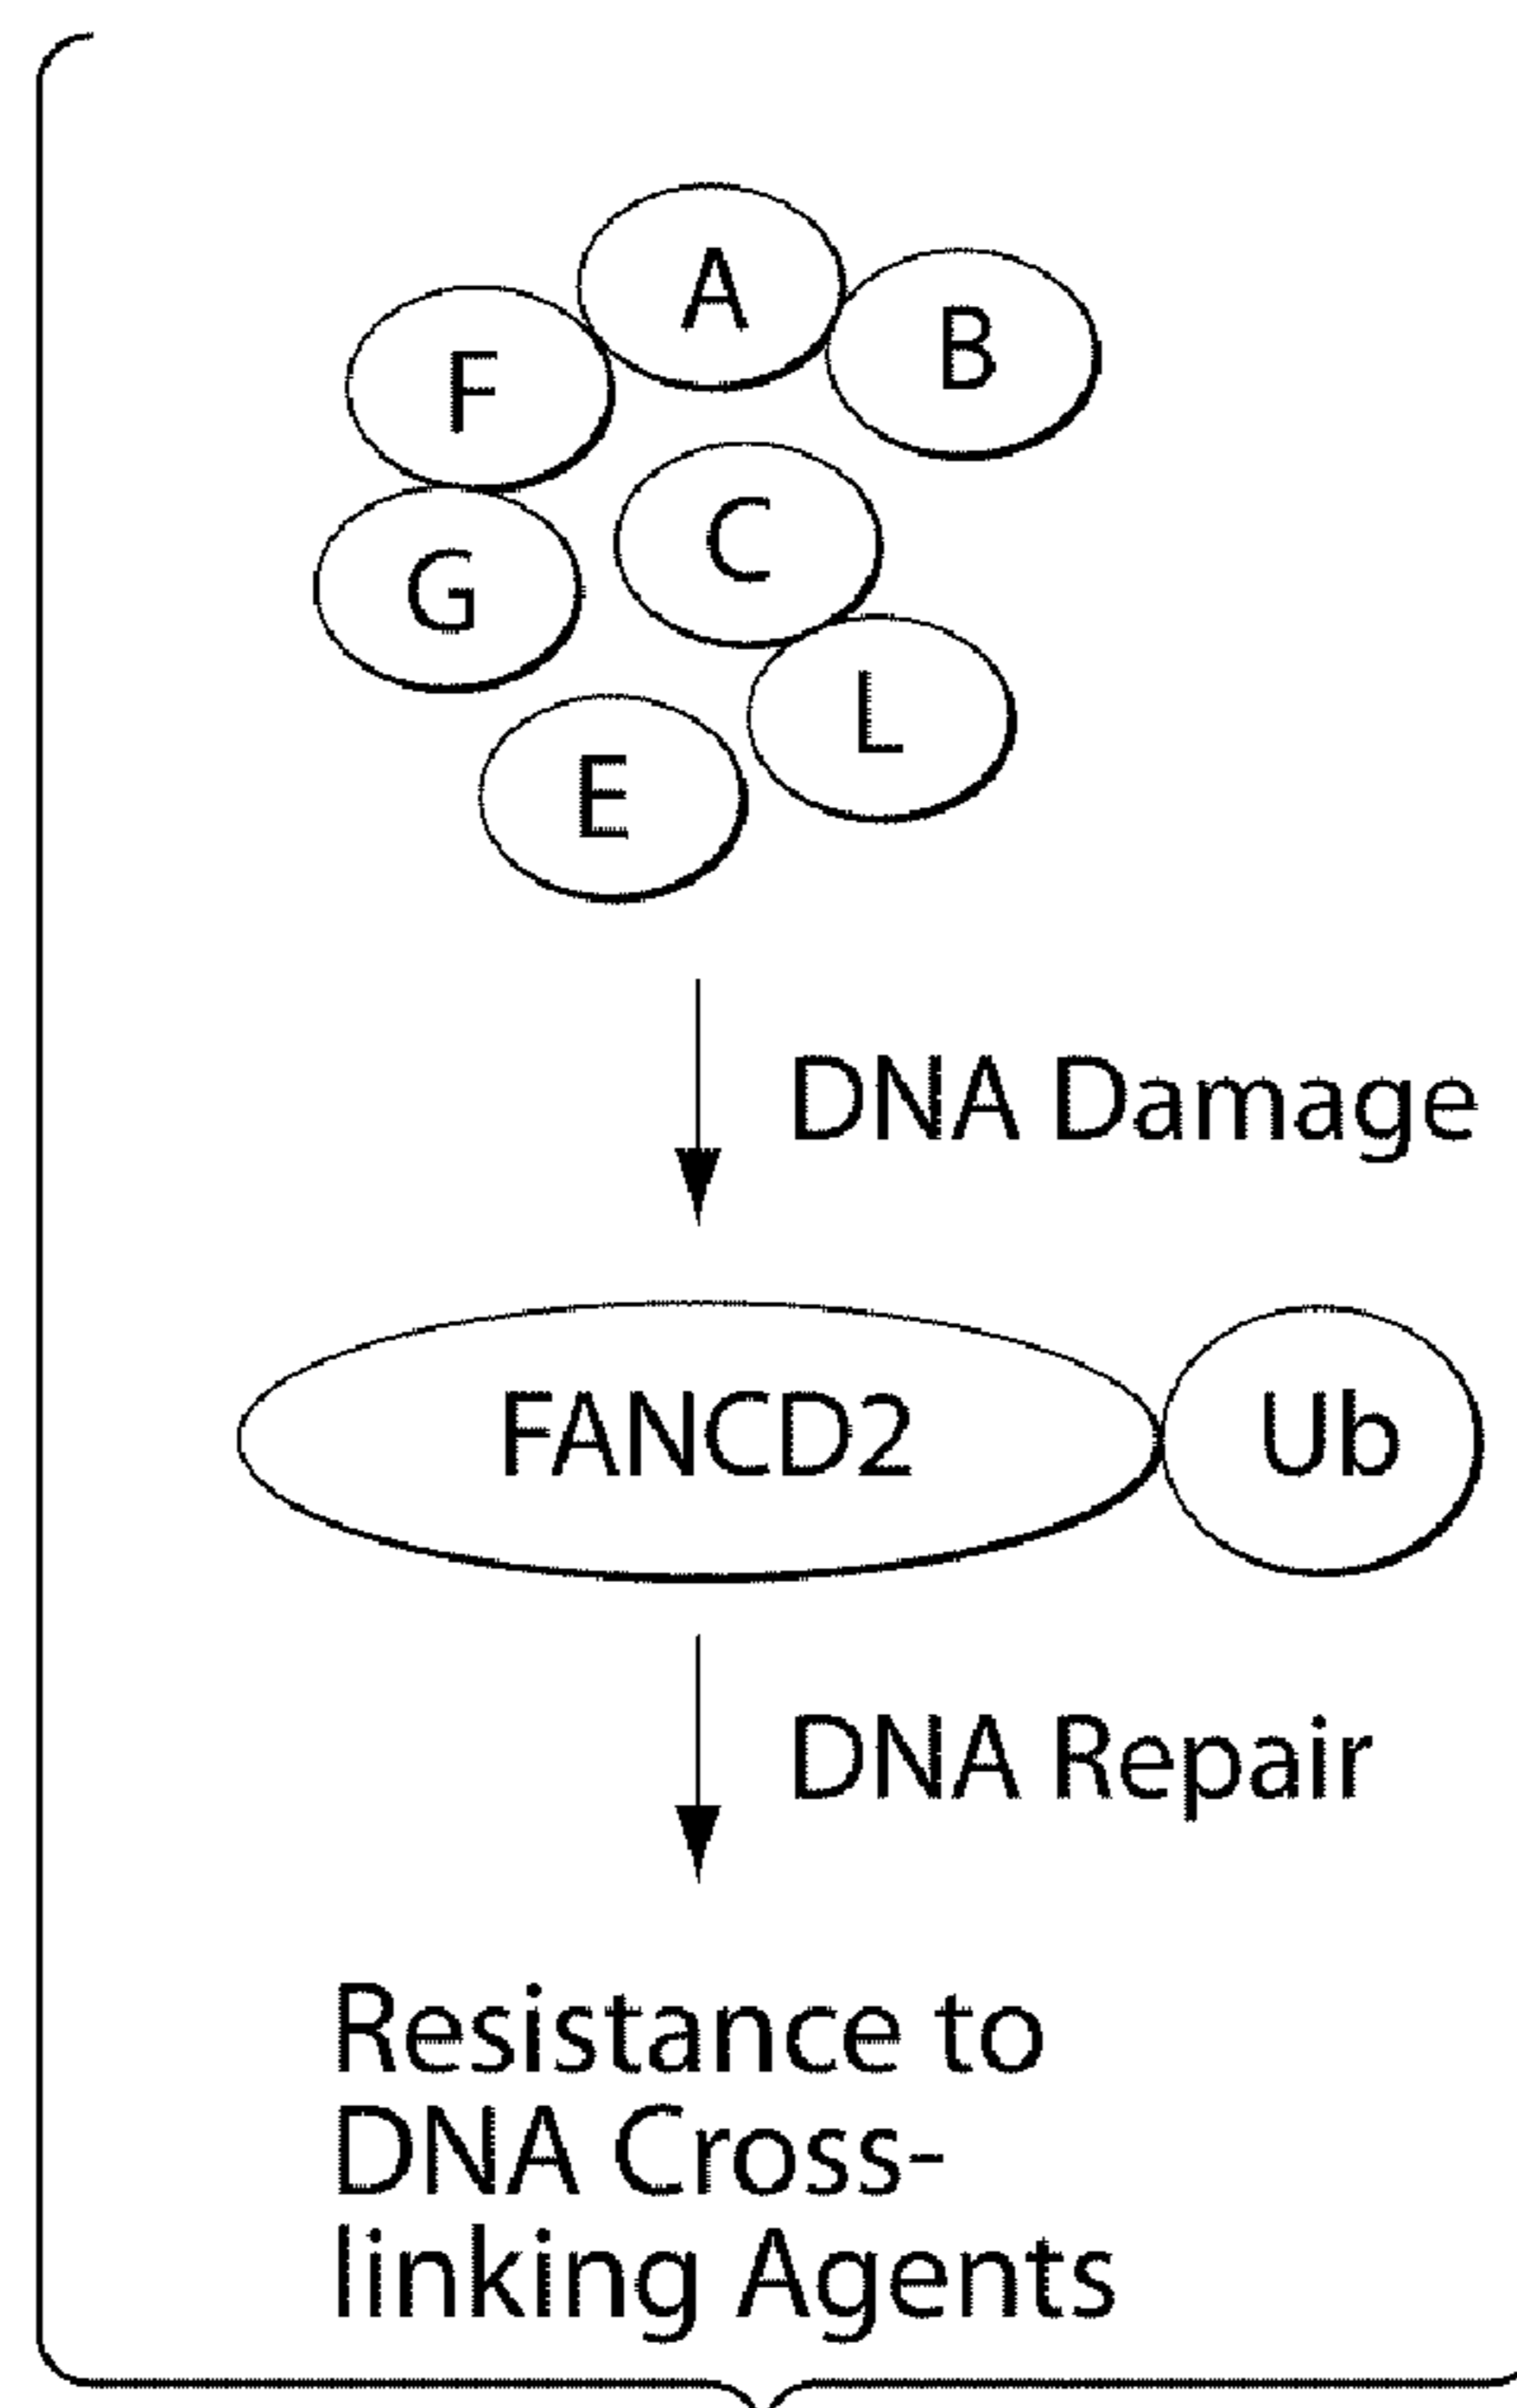 A
B
F
C
G
L
E
DNA Damage
FANCD2 Ub
DNA Repair
Resistance to
DNA Cross-
linking Agents